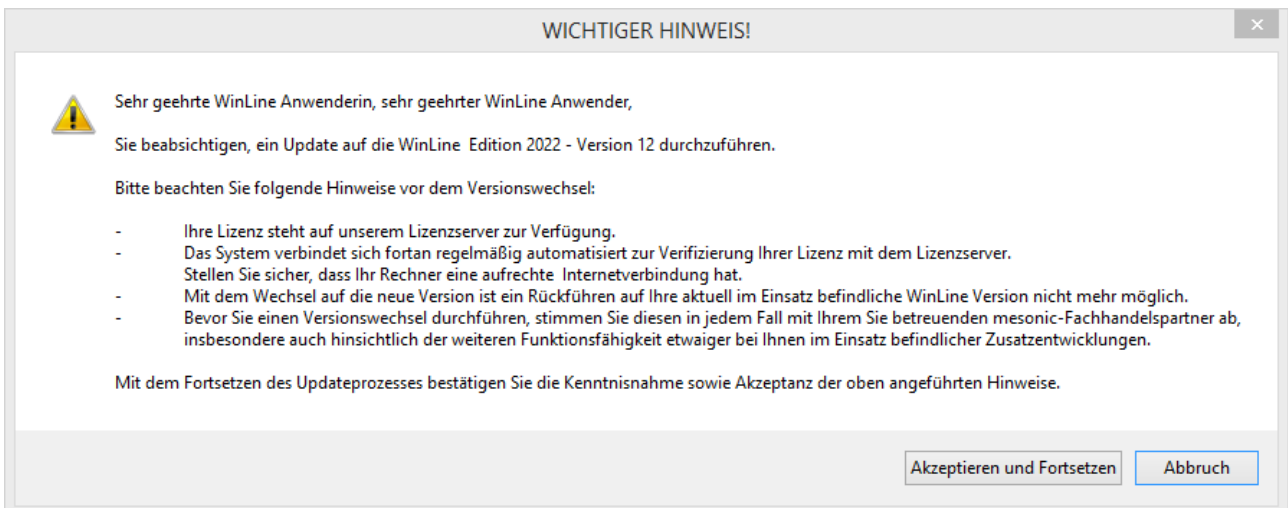 WICHTIGER HINWEIS!
Sehr geehrte WinLine Anwenderin, sehr geehrter WinLine Anwender,
Sie beabsichtigen, ein Update auf die WinLine  Edition 2022 - Version 12 durchzuführen.
Bitte beachten Sie folgende Hinweise vor dem Versionswechsel:
- Ihre Lizenz steht auf unserem Lizenzserver zur Verfügung.
- Das System verbindet sich fortan regelmäßig automatisiert zur Verifizierung Ihrer Lizenz mit dem Lizenzserver.
Stellen Sie sicher, dass Ihr Rechner eine aufrechte  Internetverbindung hat.
- Mit dem Wechsel auf die neue Version ist ein Rückführen auf Ihre aktuell im Einsatz befindliche WinLine Version nicht mehr möglich.
- Bevor Sie einen Versionswechsel durchführen, stimmen Sie diesen in jedem Fall mit Ihrem Sie betreuenden mesonic-Fachhandelspartner ab,
insbesondere auch hinsichtlich der weiteren Funktionsfähigkeit etwaiger bei Ihnen im Einsatz befindlicher Zusatzentwicklungen.
Mit dem Fortsetzen des Updateprozesses bestätigen Sie die Kenntnisnahme sowie Akzeptanz der oben angeführten Hinweise.
Akzeptieren und Fortsetzen
Abbruch